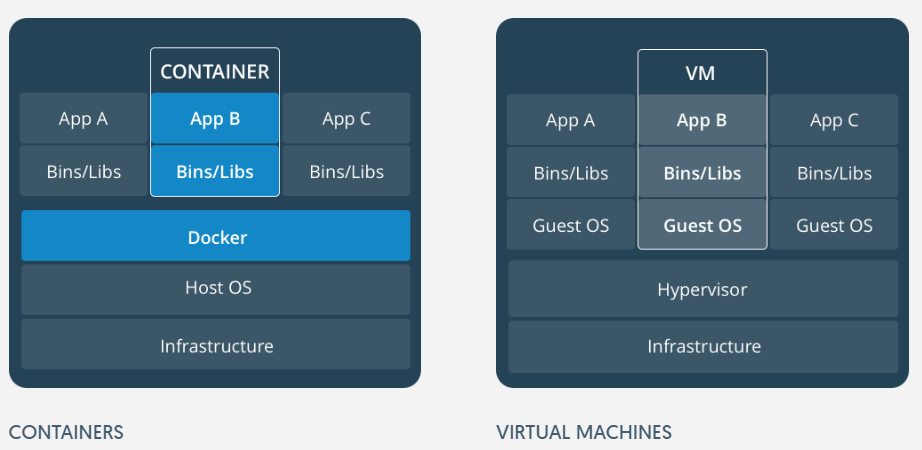 CONTAINER
App A
App B
App C
Bins/Libs
Bins/Libs
Bins/Libs
Docker
Host OS
Infrastructure
CONTAINERS
VM
App A
App B
App C
Bins/Libs
Bins/Libs
Bins/Libs
Guest OS
Guest OS
Guest OS
Hypervisor
Infrastructure
VIRTUAL MACHINES